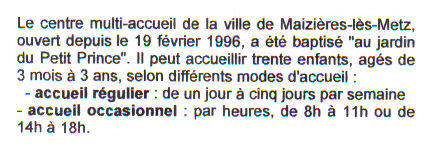 Le centre multi-accueil de la ville de Maizières-lès-Metz,
ouvert depuis le 19 février 1996, a été baptisé "au jardin
du Petit Prince". Il peut accueillir trente enfants, agés de
3 mois à 3 ans, selon différents modes d'accueil :
- accueil régulier : de un jour à cinq jours par semaine
- accueil occasionnel : par heures, de 8h à 11h ou de
14h à 18h.